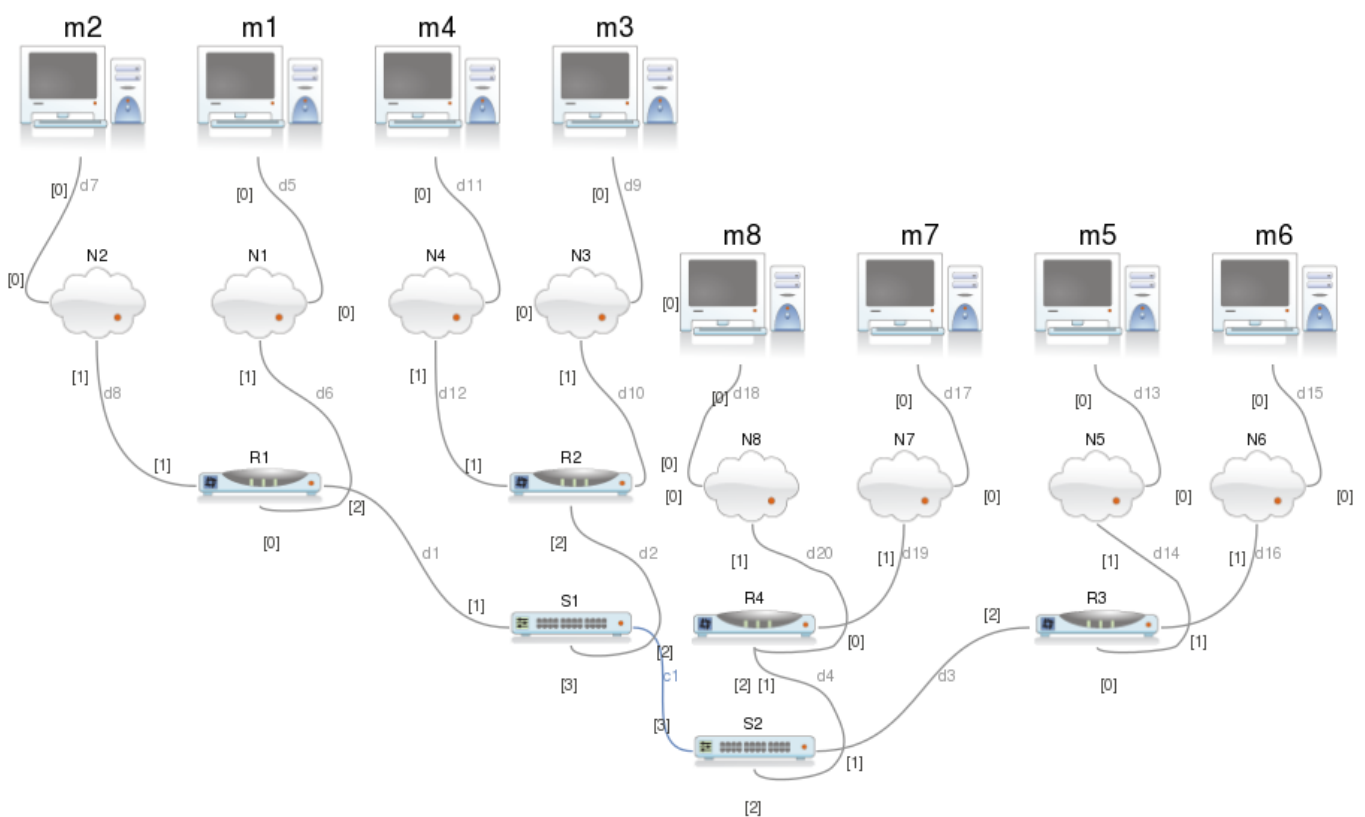 m2 m1 m4 m3
[0] d7 [0] d5 [0] d11 [0] d9
m8 m7 m5 m6
N2 N1 N4 N3
[0] [0] [0] [0]
[1] d8 [1] d6 [1] d12 [1] d10
[0] d18 [0] d17 [0] d13 [0] d15
N8 N7 N5 N6
R1 R2
[1] [1] [0]
[0] [0] [0] [0]
[2]
[0] [2] d1 d2
[1] d20 [1] d19 [1] d14 [1] d16
S1 R4 R3
[1] [2]
[2] [0] [1]
c1 d4 d3
[3] [2] [1] [0]
[3] S2
[1]
[2]